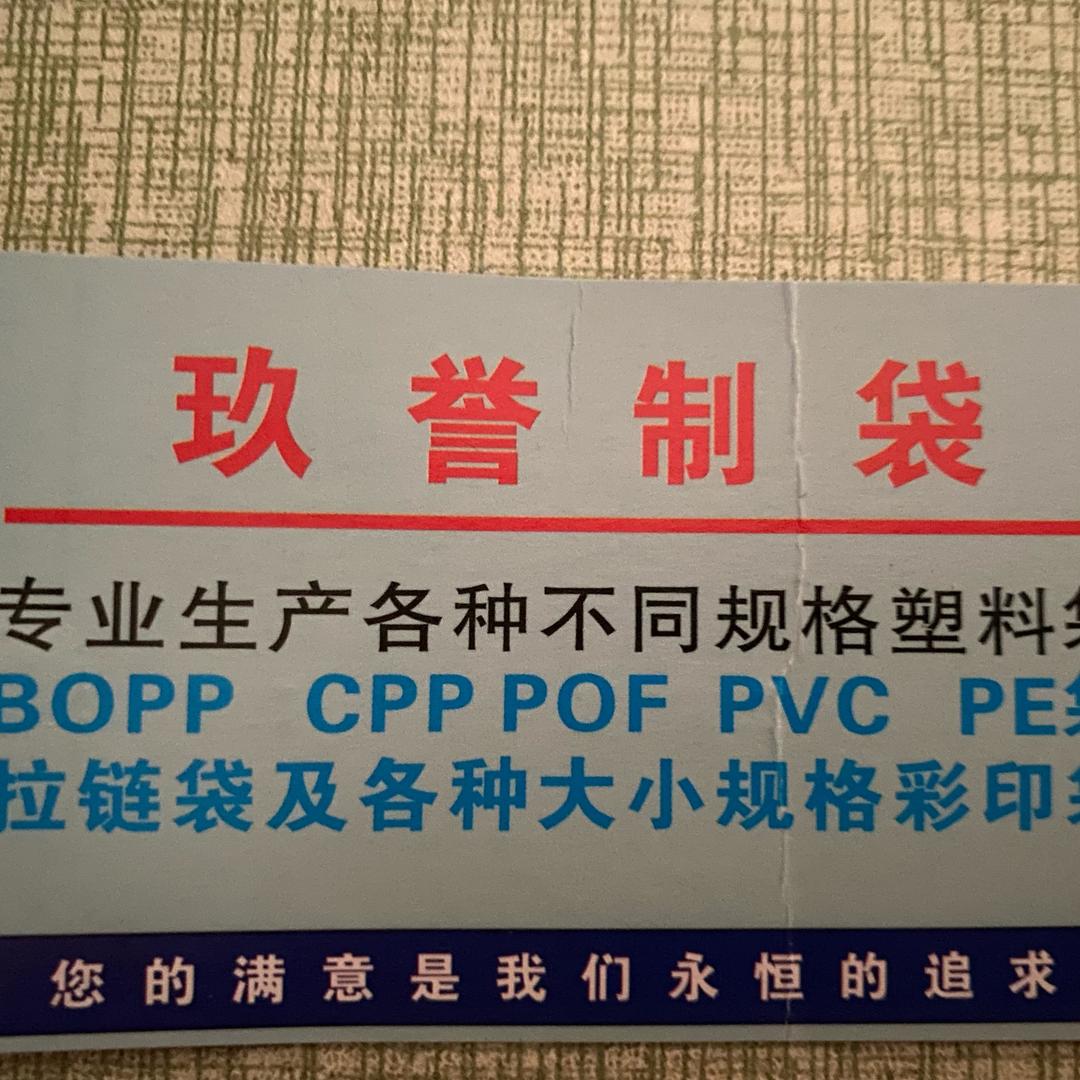 玖誉制袋
专业生产各种不同规格塑料
BOPP CPP POF PVC PE
拉链袋及各种大小规格彩印
您的满意是我们永恒的追求